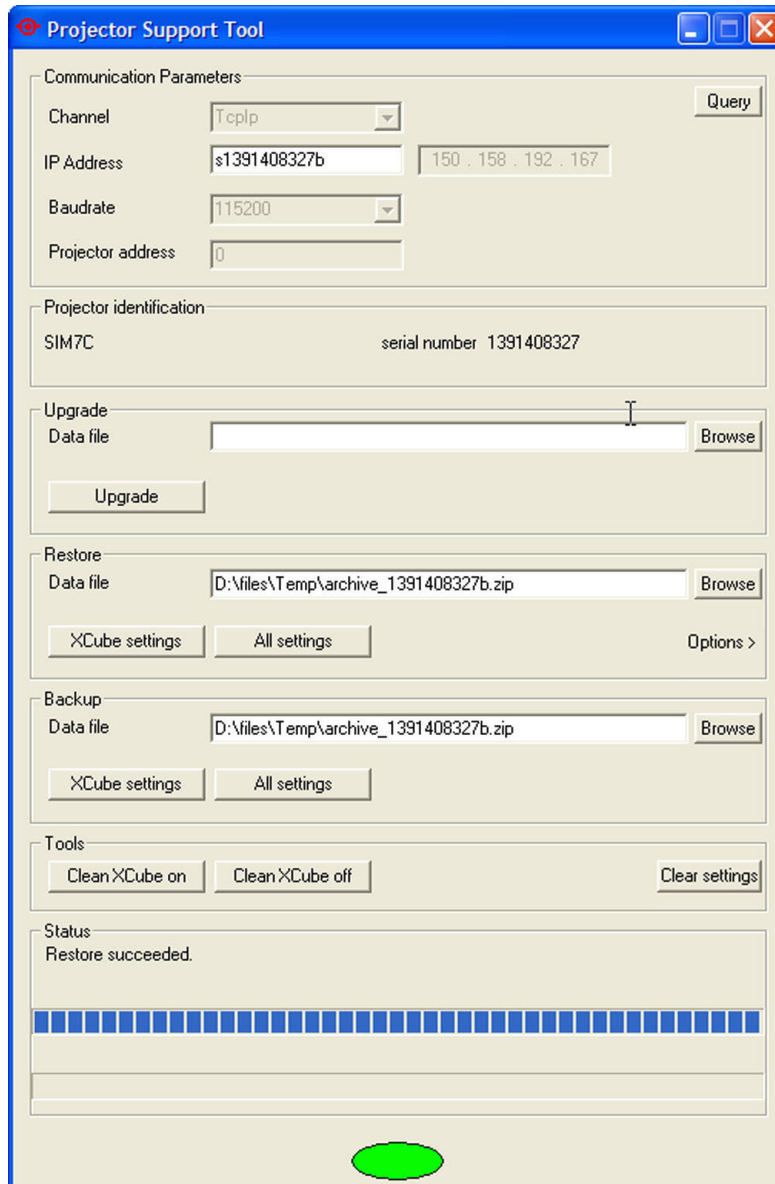 Projector Support Tool
Communication Parameters
Query
Channel TcpIp
IP Address s1391408327b 150 . 158 . 192 . 167
Baudrate 115200
Projector address 0
Projector identification
SIM7C serial number 1391408327
Upgrade
Data file Browse
Upgrade
Restore
Data file D:\files\Temp\archive_1391408327b.zip Browse
XCube settings All settings Options >
Backup
Data file D:\files\Temp\archive_1391408327b.zip Browse
XCube settings All settings
Tools
Clean XCube on Clean XCube off Clear settings
Status
Restore succeeded.